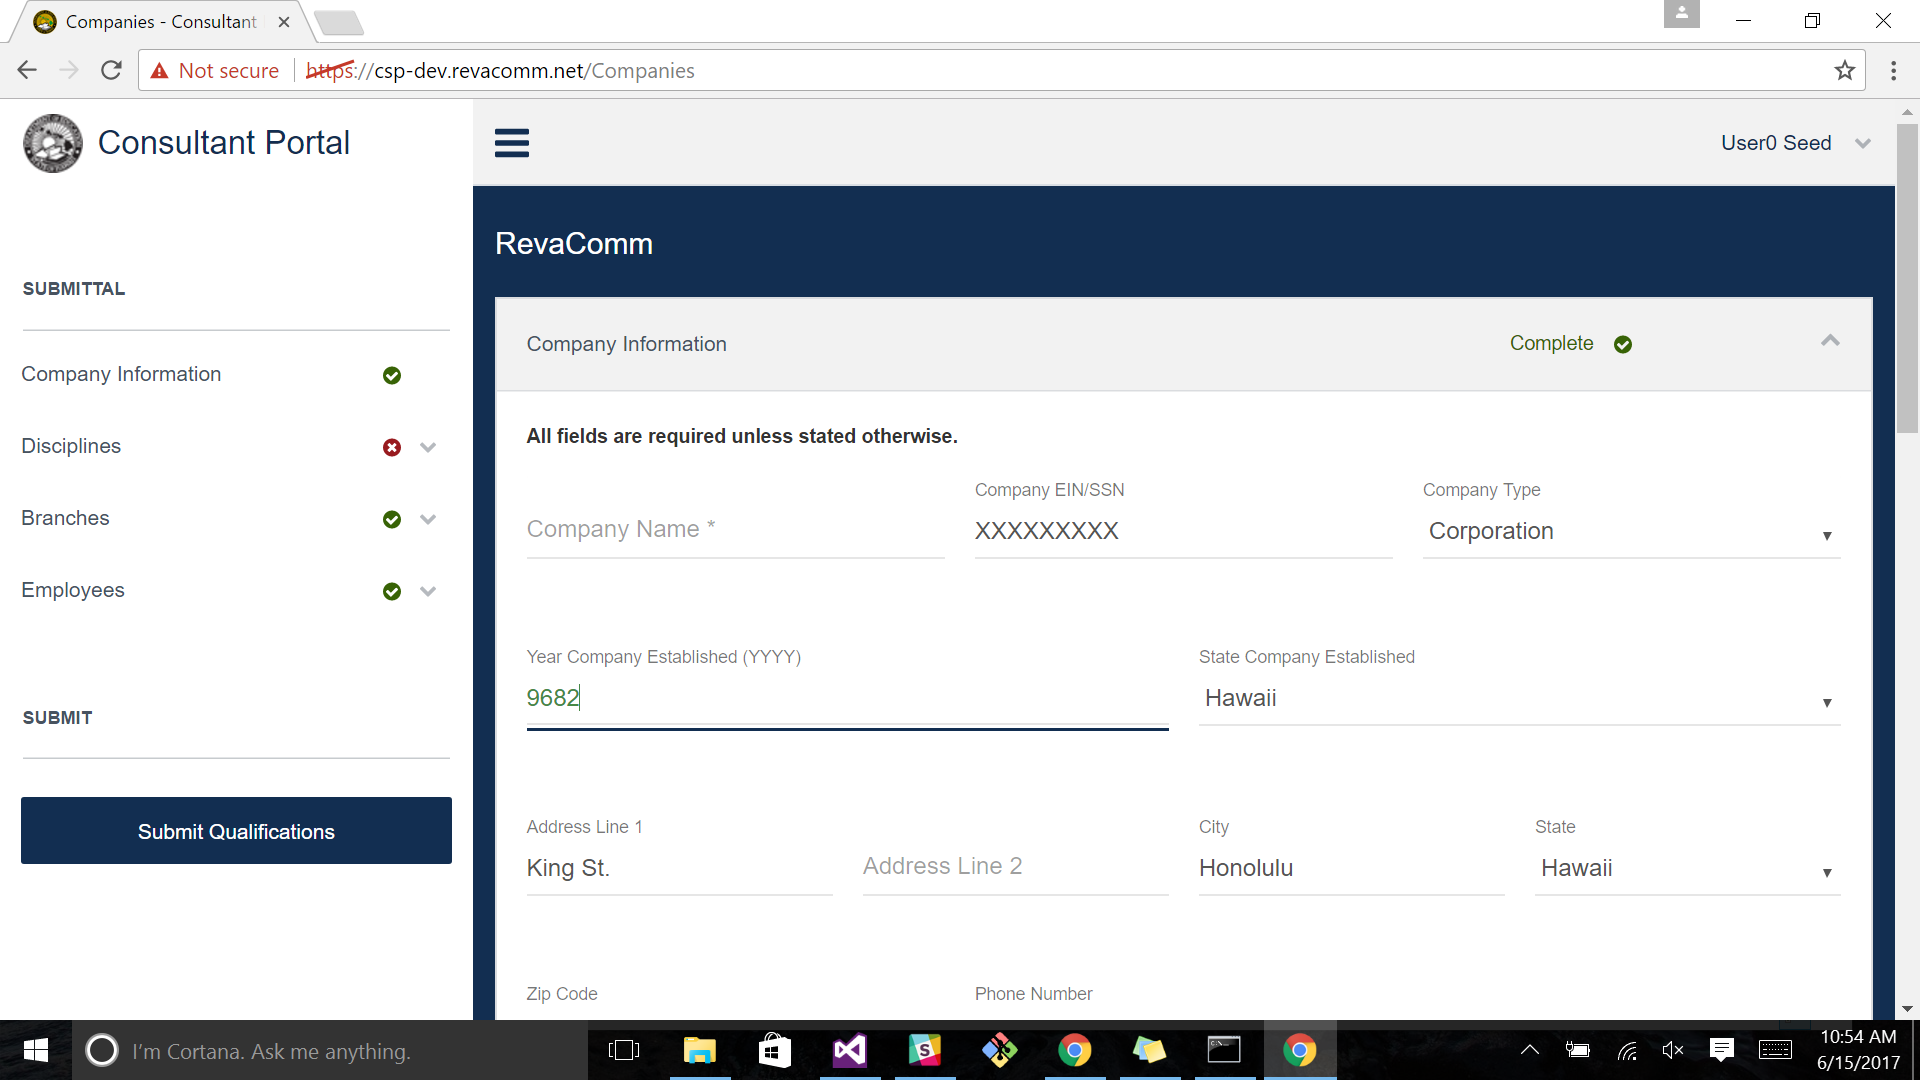 Companies - Consultant
Not secure https://csp-dev.revacomm.net/Companies
Consultant Portal
User0 Seed
SUBMITTAL
Company Information
Disciplines
Branches
Employees
SUBMIT
Submit Qualifications
RevaComm
Company Information Complete
All fields are required unless stated otherwise.
Company Name *
Company EIN/SSN
XXXXXXXXX
Company Type
Corporation
Year Company Established (YYYY)
9682
State Company Established
Hawaii
Address Line 1
King St.
Address Line 2
City
Honolulu
State
Hawaii
Zip Code
Phone Number
I'm Cortana. Ask me anything.
10:54 AM
6/15/2017